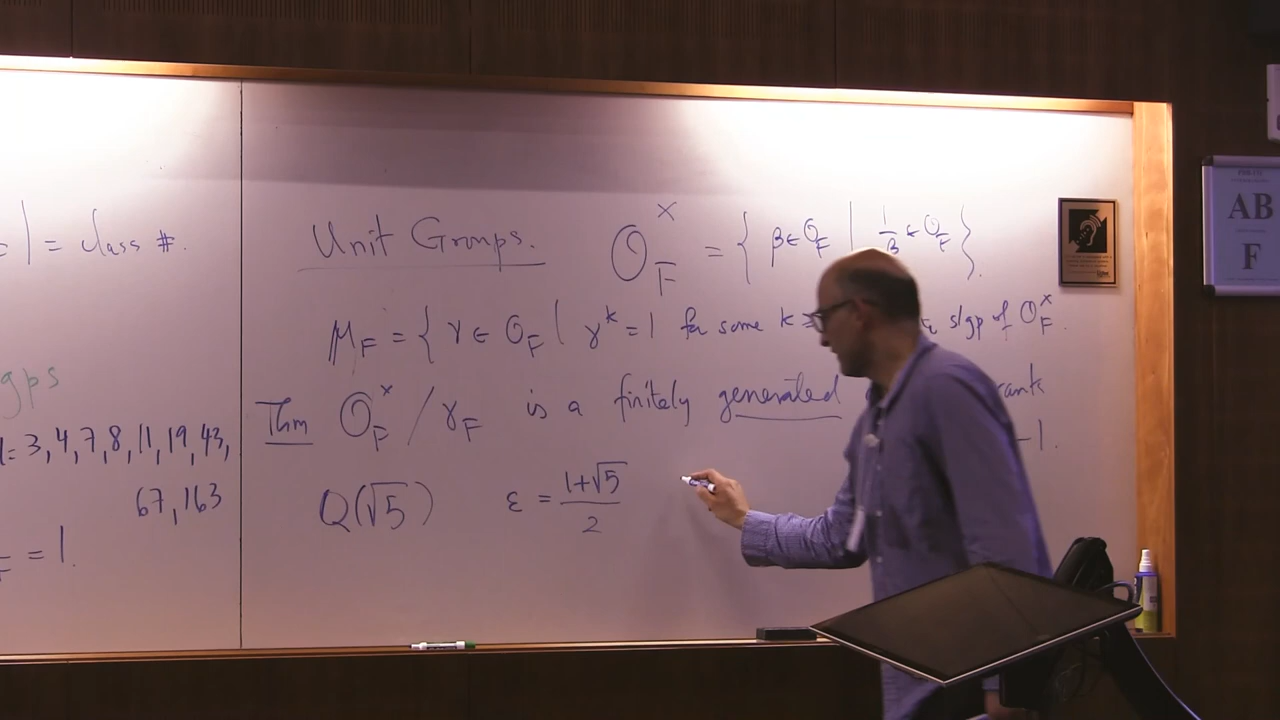 | = class #.
gps
d = 3, 4, 7, 8, 11, 19, 43,
67, 163
= 1.
Unit Groups. O_F^× = { β ∈ O_F | 1/β ∈ O_F }.
μ_F = { γ ∈ O_F | γ^k = 1 for some k s/gp of O_F^×.
Thm O_F^× / γ_F is a finitely generated rank
-1.
Q(√5) ε = (1+√5)/2
AB
F